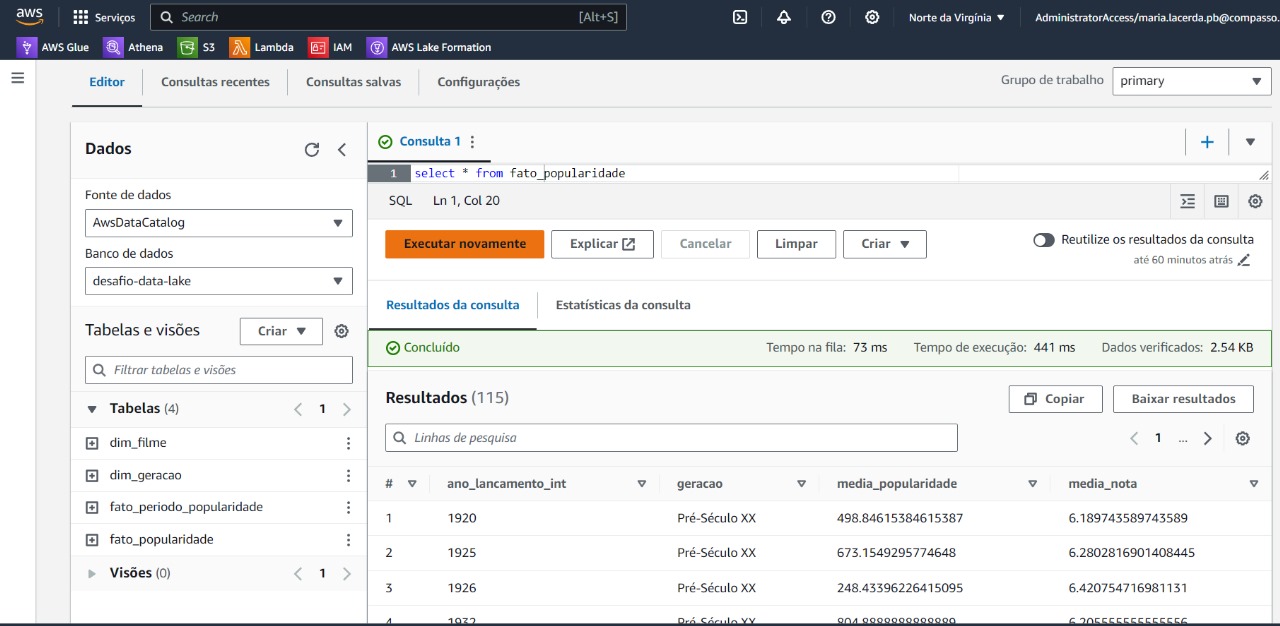 aws Serviços Search [Alt+S] Norte da Virgínia AdministratorAccess/maria.lacerda.pb@compasso.
AWS Glue Athena S3 Lambda IAM AWS Lake Formation
Editor Consultas recentes Consultas salvas Configurações Grupo de trabalho primary
Dados
Fonte de dados
AwsDataCatalog
Banco de dados
desafio-data-lake
Tabelas e visões Criar
Filtrar tabelas e visões
Tabelas (4) 1
dim_filme
dim_geracao
fato_periodo_popularidade
fato_popularidade
Visões (0) 1
Consulta 1
1 select * from fato_popularidade
SQL Ln 1, Col 20
Executar novamente Explicar Cancelar Limpar Criar Reutilize os resultados da consulta
até 60 minutos atrás
Resultados da consulta Estatísticas da consulta
Concluído Tempo na fila: 73 ms Tempo de execução: 441 ms Dados verificados: 2.54 KB
Resultados (115) Copiar Baixar resultados
Linhas de pesquisa 1 ...
# ano_lancamento_int geracao media_popularidade media_nota
1 1920 Pré-Século XX 498.84615384615387 6.189743589743589
2 1925 Pré-Século XX 673.1549295774648 6.2802816901408445
3 1926 Pré-Século XX 248.43396226415095 6.420754716981131
4 1932 Pré-Século XX 804.8888888888889 6.205555555555556